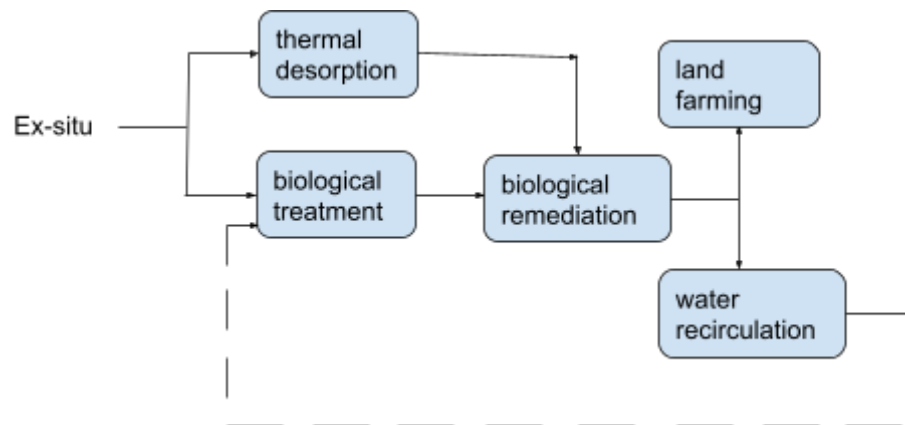 thermal
desorption
land
farming
Ex-situ
biological
treatment
biological
remediation
water
recirculation